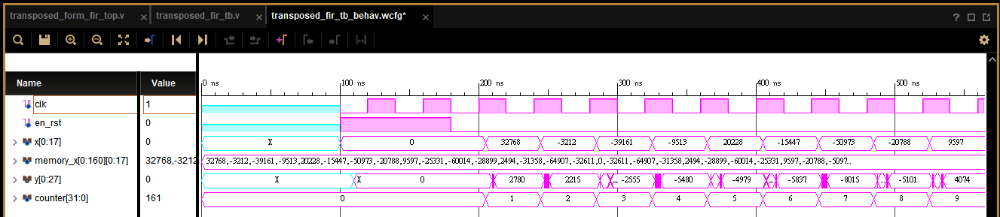 transposed_form_fir_top.v × transposed_fir_tb.v × transposed_fir_tb_behav.wcfg* × ?
Name Value 0 ns 100 ns 200 ns 300 ns 400 ns 500 ns
clk 1
en_rst 0
x[0:17] 0 X 0 32768 -3212 -39161 -9513 20228 -15447 -50973 -20788 9597
memory_x[0:160][0:17] 32768,-3212 32768,-3212,-39161,-9513,20228,-15447,-50973,-20788,9597,-25331,-60014,-28899,2494,-31358,-64907,-32611,0,-32611,-64907,-31358,2494,-28899,-60014,-25331,9597,-20788,-5097...
y[0:27] 0 X X 0 2780 2215 ... -2555 -5480 -4979 ... -5837 -8015 ... -5101 4074
counter[31:0] 161 0 1 2 3 4 5 6 7 8 9